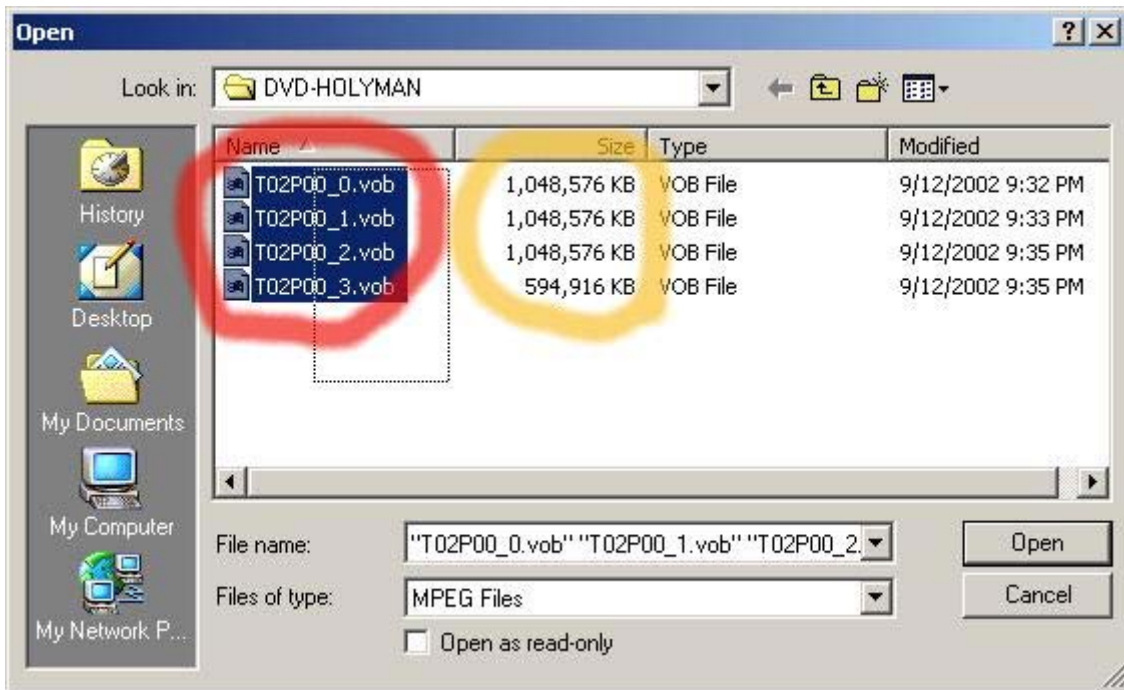 Open
Look in: DVD-HOLYMAN
Name Size Type Modified
T02P00_0.vob 1,048,576 KB VOB File 9/12/2002 9:32 PM
T02P00_1.vob 1,048,576 KB VOB File 9/12/2002 9:33 PM
T02P00_2.vob 1,048,576 KB VOB File 9/12/2002 9:35 PM
T02P00_3.vob 594,916 KB VOB File 9/12/2002 9:35 PM
History
Desktop
My Documents
My Computer
My Network P...
File name: "T02P00_0.vob" "T02P00_1.vob" "T02P00_2.
Open
Files of type: MPEG Files
Cancel
Open as read-only